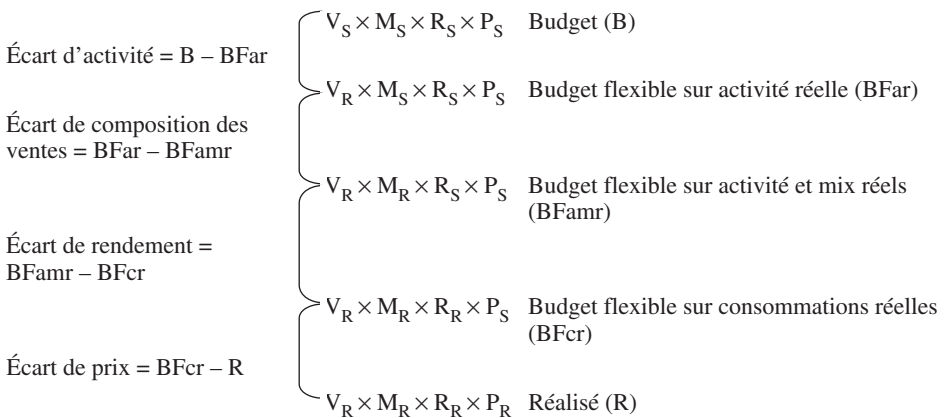 V_S × M_S × R_S × P_S Budget (B)
Écart d’activité = B – BFar
V_R × M_S × R_S × P_S Budget flexible sur activité réelle (BFar)
Écart de composition des
ventes = BFar – BFamr
V_R × M_R × R_S × P_S Budget flexible sur activité et mix réels
(BFamr)
Écart de rendement =
BFamr – BFcr
V_R × M_R × R_R × P_S Budget flexible sur consommations réelles
(BFcr)
Écart de prix = BFcr – R
V_R × M_R × R_R × P_R Réalisé (R)